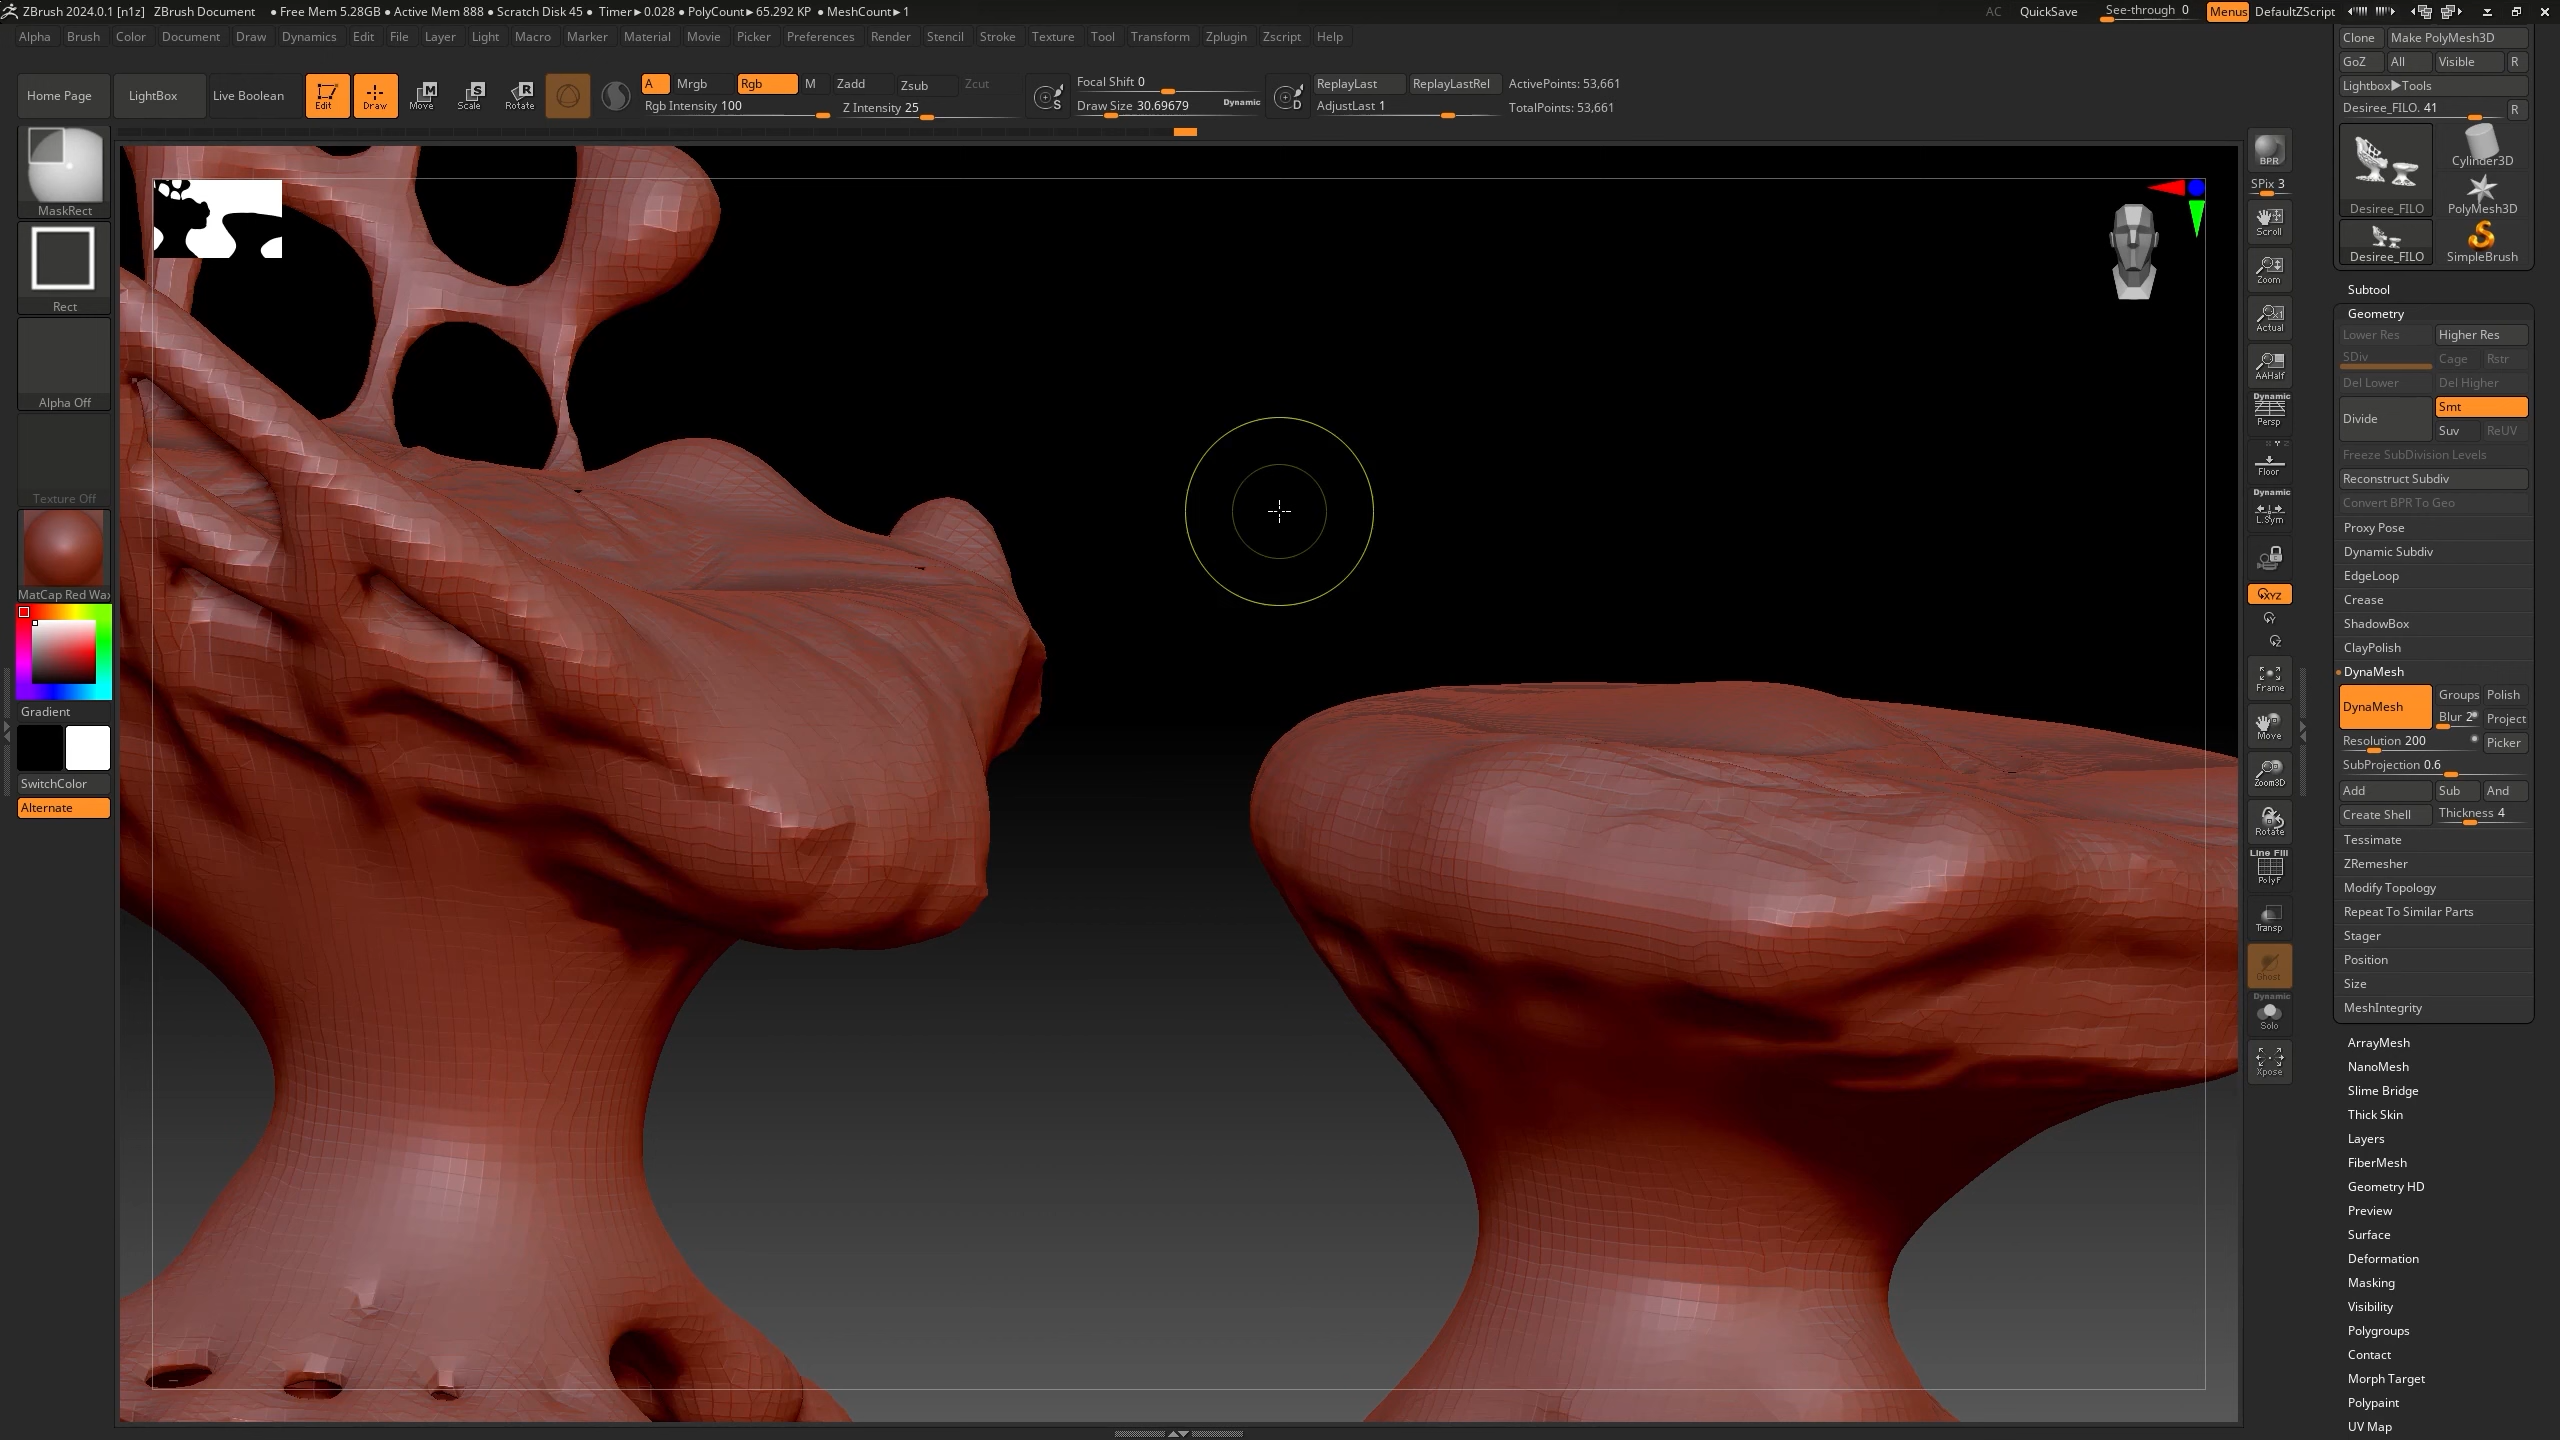 ZBrush 2024.0.1 [n1z] ZBrush Document ● Free Mem 5.28GB ● Active Mem 888 ● Scratch Disk 45 ● Timer►0.028 ● PolyCount►65.292 KP ● MeshCount►1 AC QuickSave See-through 0 Menus DefaultZScript
Alpha Brush Color Document Draw Dynamics Edit File Layer Light Macro Marker Material Movie Picker Preferences Render Stencil Stroke Texture Tool Transform Zplugin Zscript Help
Home Page LightBox Live Boolean Edit Draw Move Scale Rotate
M S R
A Mrgb Rgb M Zadd Zsub Zcut
Rgb Intensity 100 Z Intensity 25
S Focal Shift 0
Draw Size 30.69679 Dynamic
D ReplayLast ReplayLastRel ActivePoints: 53,661
AdjustLast 1 TotalPoints: 53,661
MaskRect
Rect
Alpha Off
Texture Off
MatCap Red Wax
Gradient
SwitchColor
Alternate
BPR
SPix 3
Scroll
Zoom
Actual
AAHalf
Dynamic
Persp
Floor
Dynamic
L.Sym
XYZ
Frame
Move
Zoom3D
Rotate
Line Fill
PolyF
Transp
Ghost
Dynamic
Solo
Xpose
Clone Make PolyMesh3D
GoZ All Visible R
Lightbox►Tools
Desiree_FILO. 41 R
Cylinder3D
Desiree_FILO PolyMesh3D
Desiree_FILO SimpleBrush
Subtool
Geometry
Lower Res Higher Res
SDiv Cage Rstr
Del Lower Del Higher
Divide Smt
Suv ReUV
Freeze SubDivision Levels
Reconstruct Subdiv
Convert BPR To Geo
Proxy Pose
Dynamic Subdiv
EdgeLoop
Crease
ShadowBox
ClayPolish
DynaMesh
DynaMesh Groups Polish
Blur 2 Project
Resolution 200 Picker
SubProjection 0.6
Add Sub And
Create Shell Thickness 4
Tessimate
ZRemesher
Modify Topology
Repeat To Similar Parts
Stager
Position
Size
MeshIntegrity
ArrayMesh
NanoMesh
Slime Bridge
Thick Skin
Layers
FiberMesh
Geometry HD
Preview
Surface
Deformation
Masking
Visibility
Polygroups
Contact
Morph Target
Polypaint
UV Map